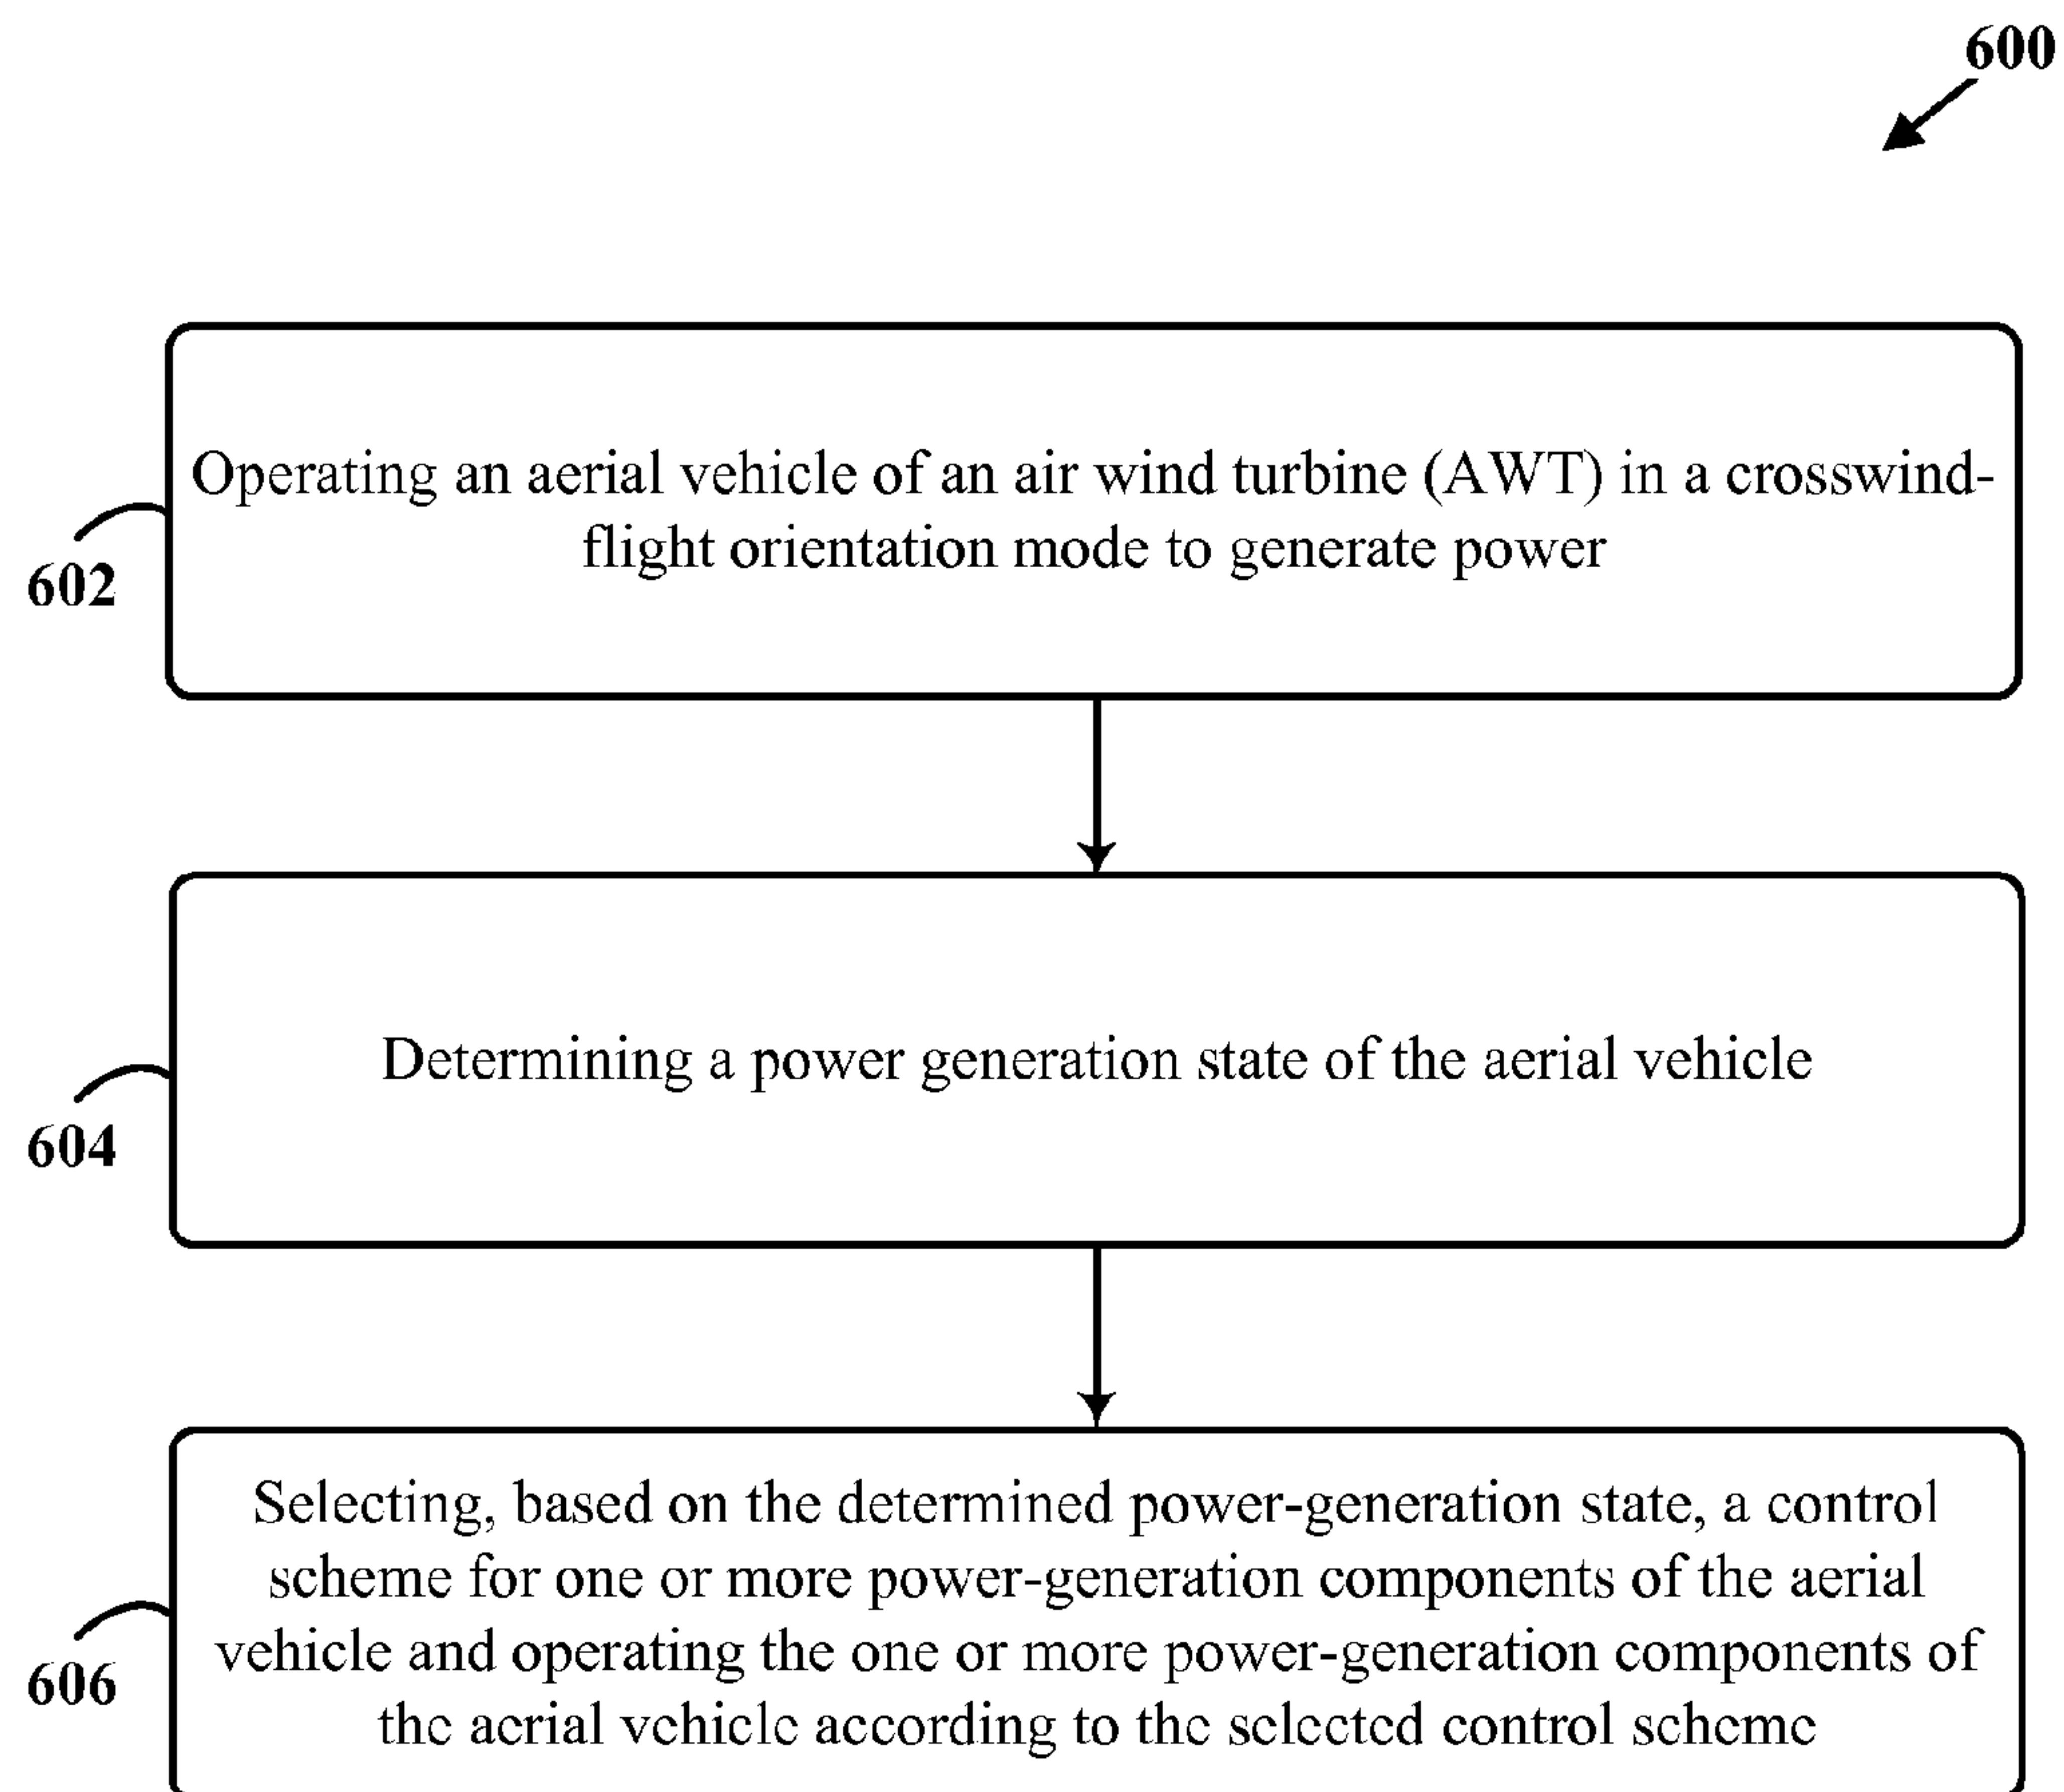 600
Operating an aerial vehicle of an air wind turbine (AWT) in a crosswind-
flight orientation mode to generate power
602
Determining a power generation state of the aerial vehicle
604
Selecting, based on the determined power-generation state, a control
scheme for one or more power-generation components of the aerial
vehicle and operating the one or more power-generation components of
the aerial vehicle according to the selected control scheme
606